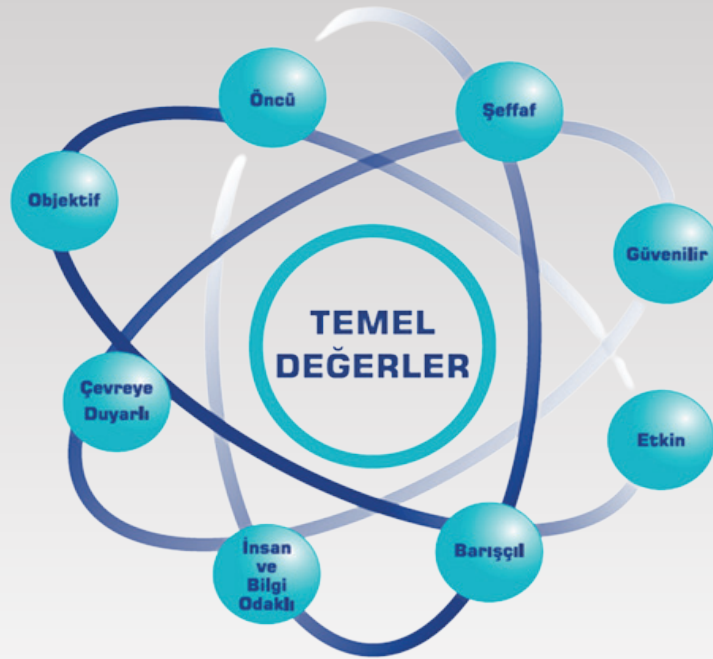 Öncü
Şeffaf
Objektif
Güvenilir
TEMEL
DEĞERLER
Çevreye
Duyarlı
Etkin
Barışçıl
İnsan
ve
Bilgi
Odaklı